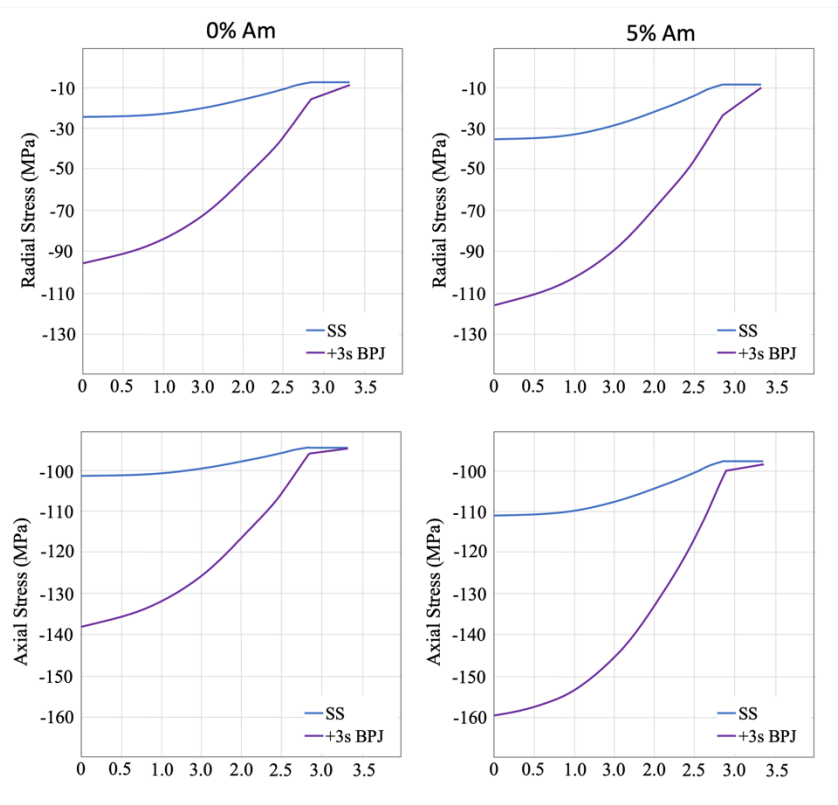 0% Am
Radial Stress (MPa)
-10
-30
-50
-70
-90
-110
-130
SS
+3s BPJ
0 0.5 1.0 3.0 2.0 2.5 3.0 3.5
5% Am
Radial Stress (MPa)
-10
-30
-50
-70
-90
-110
-130
SS
+3s BPJ
0 0.5 1.0 3.0 2.0 2.5 3.0 3.5
Axial Stress (MPa)
-100
-110
-120
-130
-140
-150
-160
SS
+3s BPJ
0 0.5 1.0 3.0 2.0 2.5 3.0 3.5
Axial Stress (MPa)
-100
-110
-120
-130
-140
-150
-160
SS
+3s BPJ
0 0.5 1.0 3.0 2.0 2.5 3.0 3.5